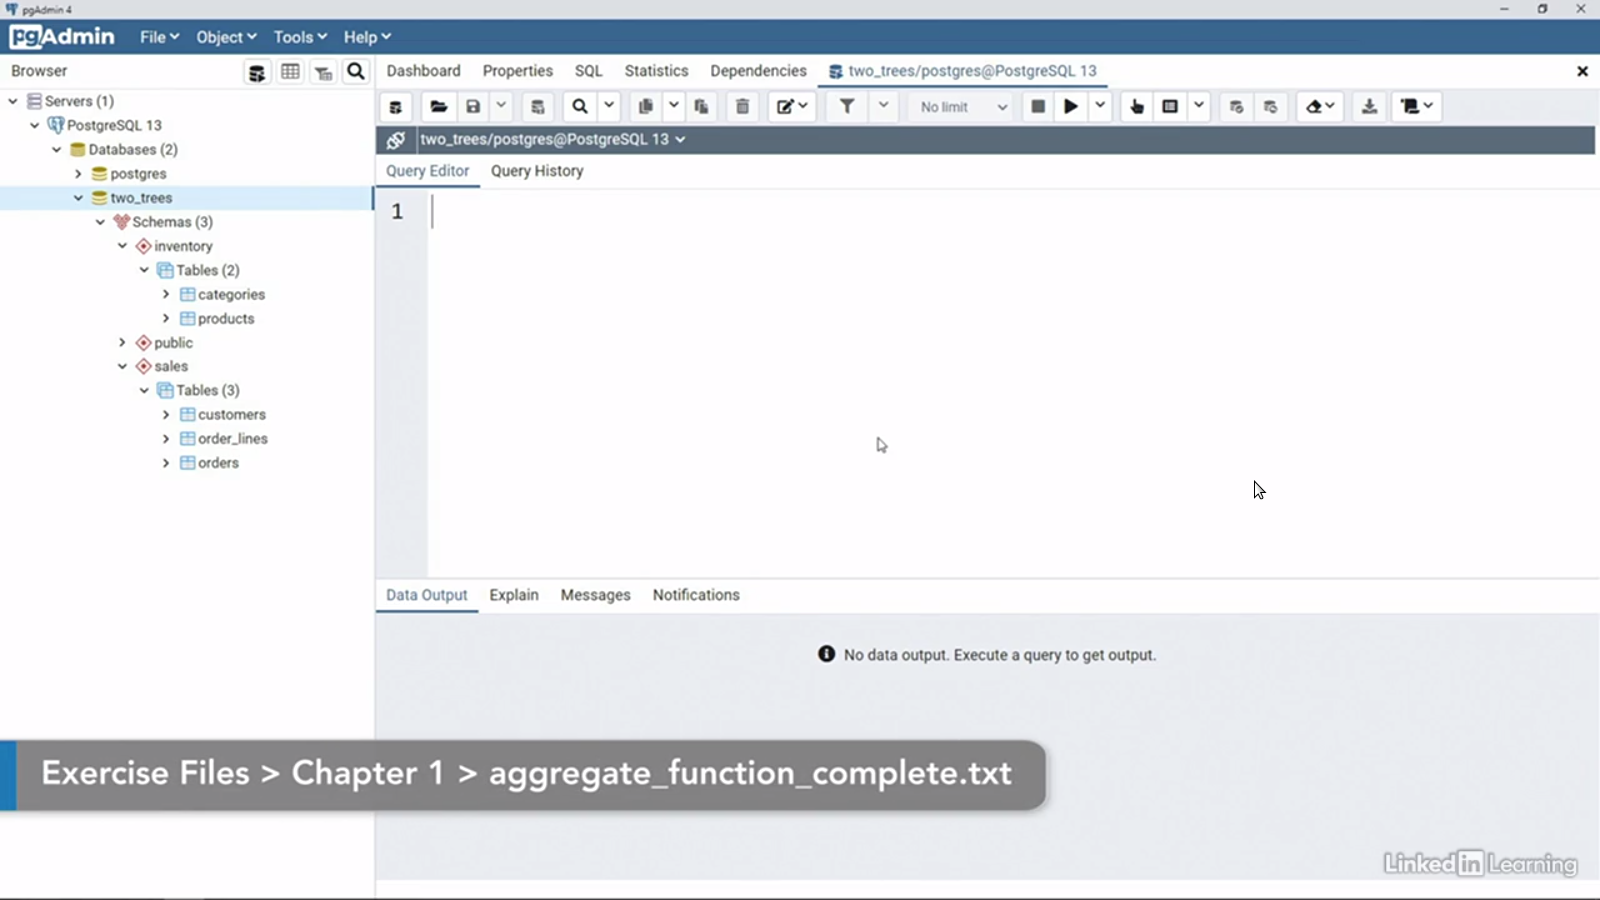 pgAdmin 4
pgAdmin File Object Tools Help
Browser
Dashboard Properties SQL Statistics Dependencies two_trees/postgres@PostgreSQL 13
Servers (1)
PostgreSQL 13
Databases (2)
postgres
two_trees
Schemas (3)
inventory
Tables (2)
categories
products
public
sales
Tables (3)
customers
order_lines
orders
No limit
two_trees/postgres@PostgreSQL 13
Query Editor Query History
1
Data Output Explain Messages Notifications
No data output. Execute a query to get output.
Exercise Files > Chapter 1 > aggregate_function_complete.txt
LinkedIn Learning